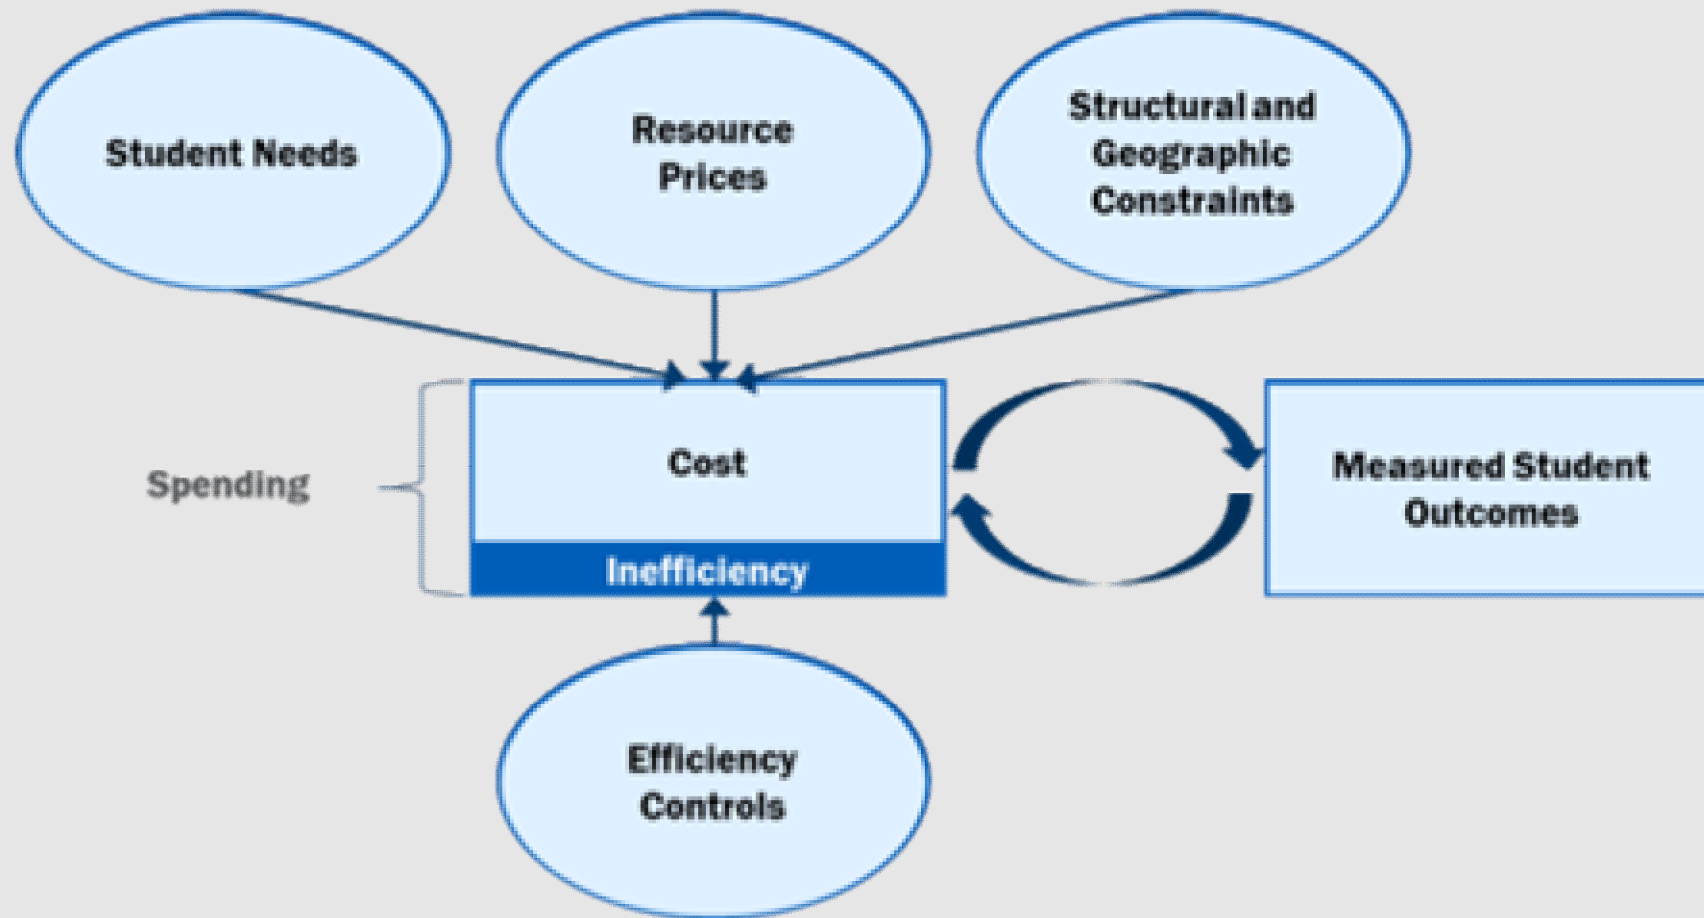 Student Needs
Resource
Prices
Structural and
Geographic
Constraints
Spending
Cost
Inefficiency
Measured Student
Outcomes
Efficiency
Controls